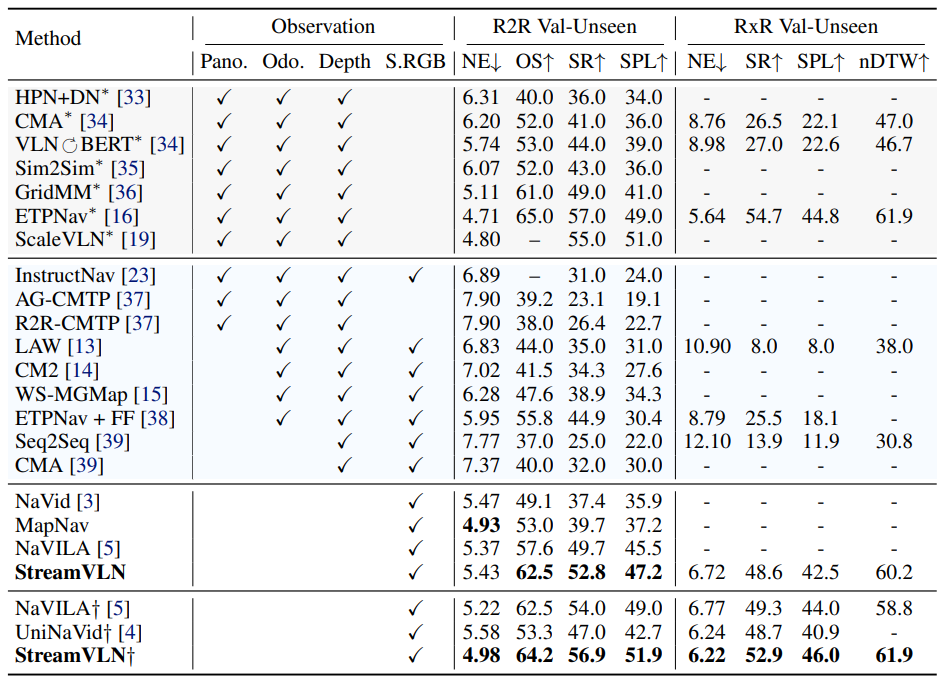 Method Observation R2R Val-Unseen RxR Val-Unseen
Pano. Odo. Depth S.RGB NE↓ OS↑ SR↑ SPL↑ NE↓ SR↑ SPL↑ nDTW↑
HPN+DN* [33] ✓ ✓ ✓ 6.31 40.0 36.0 34.0 - - - -
CMA* [34] ✓ ✓ ✓ 6.20 52.0 41.0 36.0 8.76 26.5 22.1 47.0
VLN↻BERT* [34] ✓ ✓ ✓ 5.74 53.0 44.0 39.0 8.98 27.0 22.6 46.7
Sim2Sim* [35] ✓ ✓ ✓ 6.07 52.0 43.0 36.0 - - - -
GridMM* [36] ✓ ✓ ✓ 5.11 61.0 49.0 41.0 - - - -
ETPNav* [16] ✓ ✓ ✓ 4.71 65.0 57.0 49.0 5.64 54.7 44.8 61.9
ScaleVLN* [19] ✓ ✓ ✓ 4.80 – 55.0 51.0 - - - -
InstructNav [23] ✓ ✓ ✓ ✓ 6.89 – 31.0 24.0 - - - -
AG-CMTP [37] ✓ ✓ ✓ 7.90 39.2 23.1 19.1 - - - -
R2R-CMTP [37] ✓ ✓ ✓ 7.90 38.0 26.4 22.7 - - - -
LAW [13] ✓ ✓ ✓ 6.83 44.0 35.0 31.0 10.90 8.0 8.0 38.0
CM2 [14] ✓ ✓ ✓ 7.02 41.5 34.3 27.6 - - - -
WS-MGMap [15] ✓ ✓ ✓ 6.28 47.6 38.9 34.3 - - - -
ETPNav + FF [38] ✓ ✓ ✓ 5.95 55.8 44.9 30.4 8.79 25.5 18.1 -
Seq2Seq [39] ✓ ✓ 7.77 37.0 25.0 22.0 12.10 13.9 11.9 30.8
CMA [39] ✓ ✓ 7.37 40.0 32.0 30.0 - - - -
NaVid [3] ✓ 5.47 49.1 37.4 35.9 - - - -
MapNav ✓ 4.93 53.0 39.7 37.2 - - - -
NaVILA [5] ✓ 5.37 57.6 49.7 45.5 - - - -
StreamVLN ✓ 5.43 62.5 52.8 47.2 6.72 48.6 42.5 60.2
NaVILA† [5] ✓ 5.22 62.5 54.0 49.0 6.77 49.3 44.0 58.8
UniNaVid† [4] ✓ 5.58 53.3 47.0 42.7 6.24 48.7 40.9 -
StreamVLN† ✓ 4.98 64.2 56.9 51.9 6.22 52.9 46.0 61.9